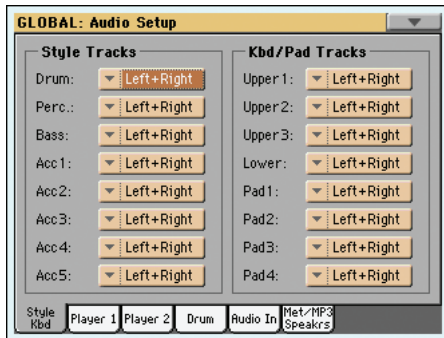 GLOBAL: Audio Setup
Style Tracks
Drum: Left+Right
Perc.: Left+Right
Bass: Left+Right
Acc1: Left+Right
Acc2: Left+Right
Acc3: Left+Right
Acc4: Left+Right
Acc5: Left+Right
Kbd/Pad Tracks
Upper1: Left+Right
Upper2: Left+Right
Upper3: Left+Right
Lower: Left+Right
Pad1: Left+Right
Pad2: Left+Right
Pad3: Left+Right
Pad4: Left+Right
Style Kbd
Player 1
Player 2
Drum
Audio In
Met/MP3 Speakrs